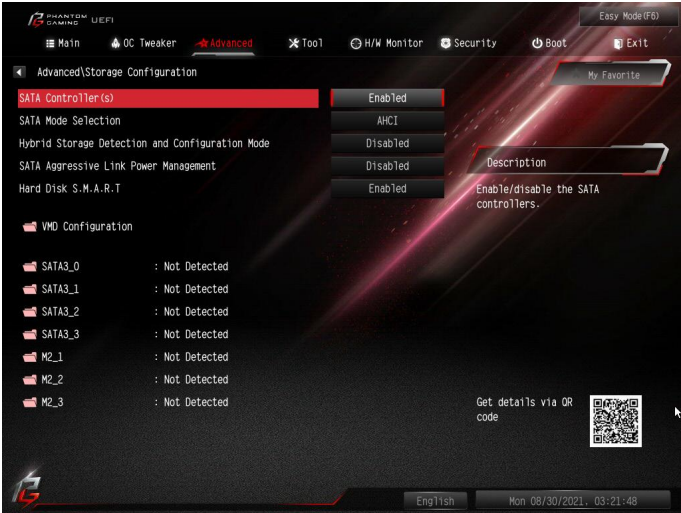 PHANTOM GAMING UEFI
Easy Mode(F6)
Main OC Tweaker Advanced Tool H/W Monitor Security Boot Exit
Advanced\Storage Configuration
My Favorite
SATA Controller(s) Enabled
SATA Mode Selection AHCI
Hybrid Storage Detection and Configuration Mode Disabled
SATA Aggressive Link Power Management Disabled
Hard Disk S.M.A.R.T Enabled
Description
Enable/disable the SATA
controllers.
VMD Configuration
SATA3_0 : Not Detected
SATA3_1 : Not Detected
SATA3_2 : Not Detected
SATA3_3 : Not Detected
M2_1 : Not Detected
M2_2 : Not Detected
M2_3 : Not Detected
Get details via QR
code
English
Mon 08/30/2021, 03:21:48